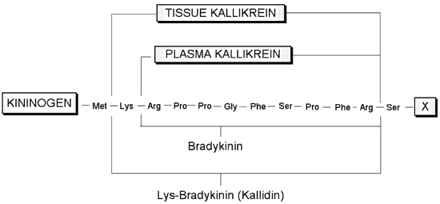 TISSUE KALLIKREIN
PLASMA KALLIKREIN
KININOGEN Met Lys Arg Pro Pro Gly Phe Ser Pro Phe Arg Ser X
Bradykinin
Lys-Bradykinin (Kallidin)